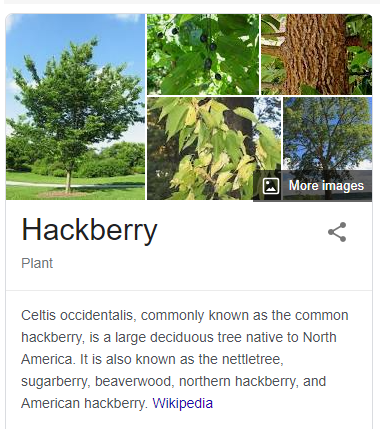 More images
Hackberry
Plant
Celtis occidentalis, commonly known as the common
hackberry, is a large deciduous tree native to North
America. It is also known as the nettletree,
sugarberry, beaverwood, northern hackberry, and
American hackberry. Wikipedia